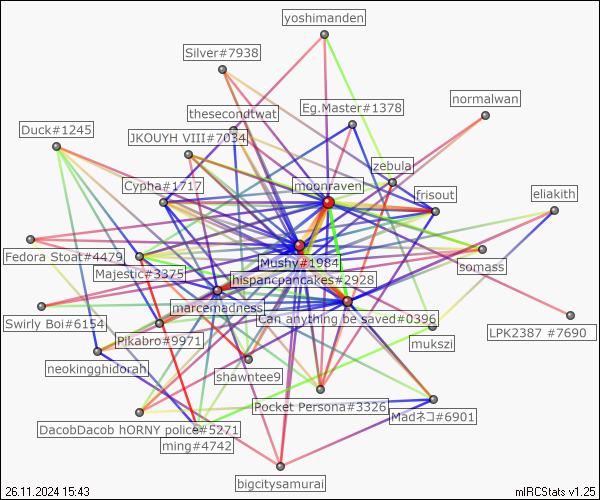 yoshimanden
Silver#7938
normalwan
thesecondtwat
Eg.Master#1378
Duck#1245
JKOUYH VIII#7034
zebula
Cypha#1717
moonraven
frisout
eliakith
Fedora Stoat#4479
Mushy#1984
somass
Majestic#3375
hispancpancakes#2928
marcemadness
Can anything be saved#0396
Swirly Boi#6154
LPK2387 #7690
Pikabro#9971
mukszi
neokingghidorah
shawntee9
Pocket Persona#3326
Madネコ#6901
DacobDacob hORNY police#5271
ming#4742
bigcitysamurai
26.11.2024 15:43
mIRCStats v1.25